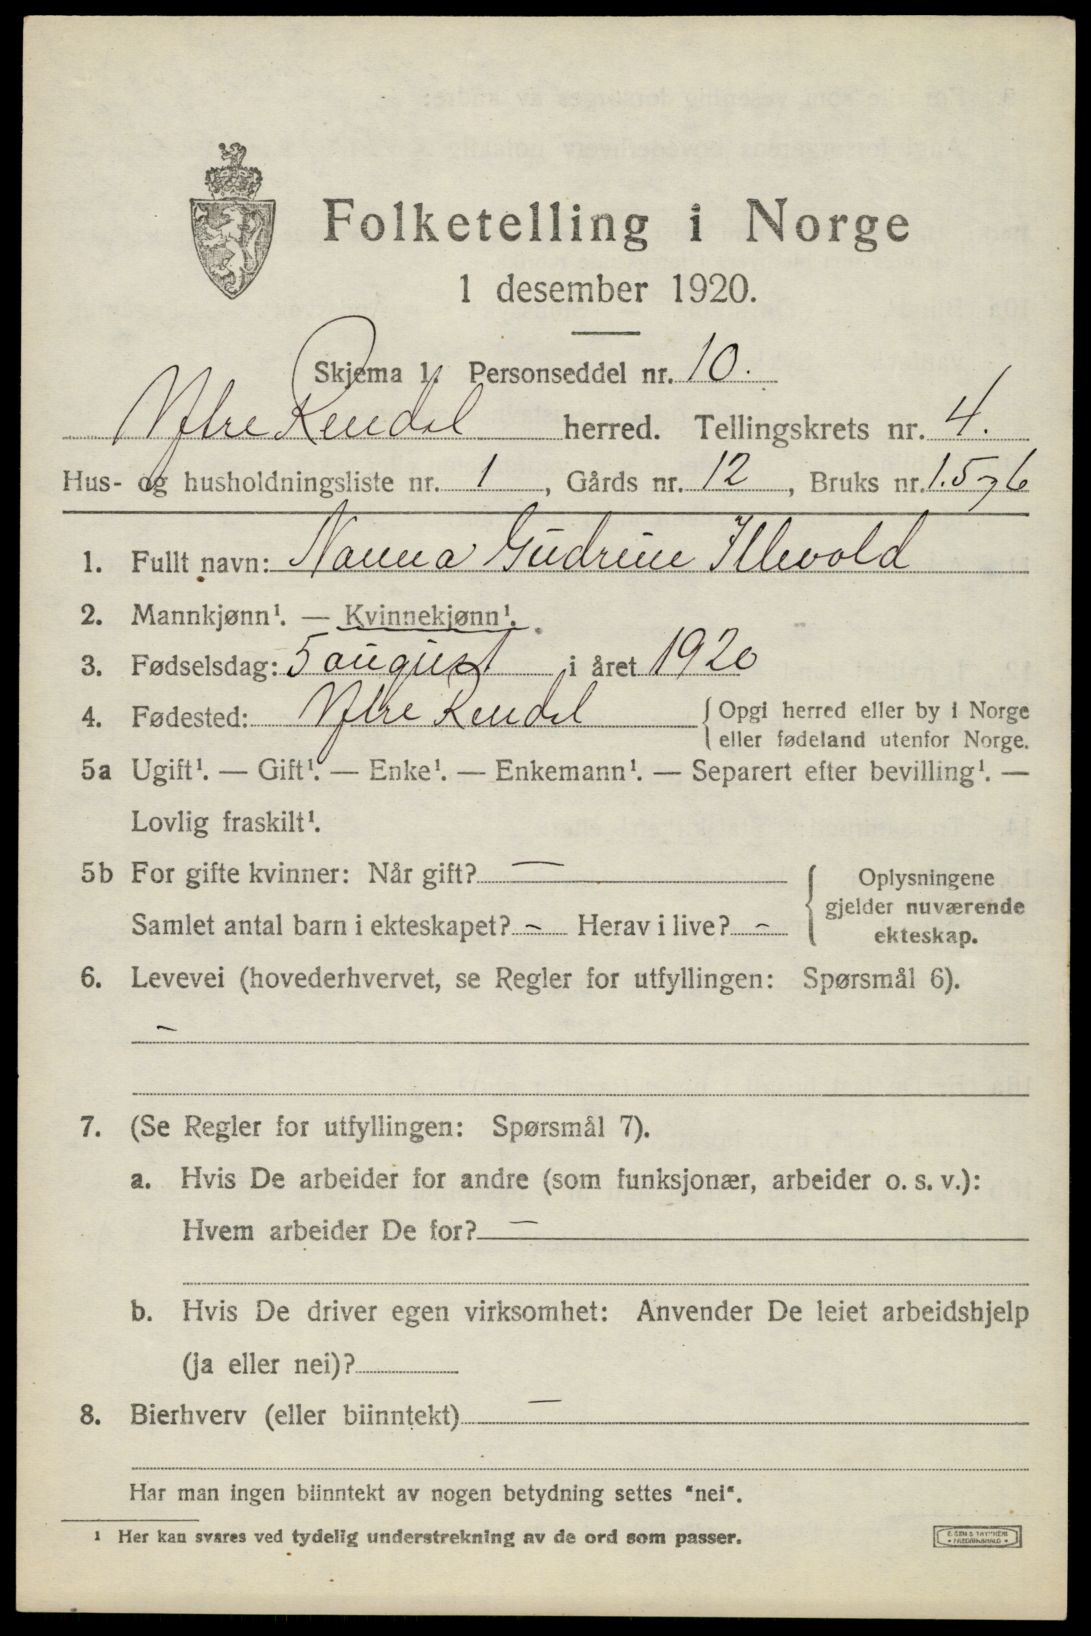 Folketelling i Norge
1 desember 1920.
Skjema 1. Personseddel nr. 10.
Ytre Rendal herred. Tellingskrets nr. 4.
Hus- og husholdningsliste nr. 1, Gårds nr. 12, Bruks nr. 1.5 og 6
1. Fullt navn: Nanna Gudrun Illevold
2. Mannkjønn¹. — Kvinnekjønn¹.
3. Fødselsdag: 5 august i året 1920
4. Fødested: Ytre Rendal {Opgi herred eller by i Norge
eller fødeland utenfor Norge.
5a Ugift¹. — Gift¹. — Enke¹. — Enkemann¹. — Separert efter bevilling¹. —
Lovlig fraskilt¹.
5b For gifte kvinner: Når gift? — { Oplysningene
gjelder nuværende
Samlet antal barn i ekteskapet? - Herav i live? -
ekteskap.
6. Levevei (hovederhvervet, se Regler for utfyllingen: Spørsmål 6).
-
7. (Se Regler for utfyllingen: Spørsmål 7).
a. Hvis De arbeider for andre (som funksjonær, arbeider o. s. v.):
Hvem arbeider De for? —
b. Hvis De driver egen virksomhet: Anvender De leiet arbeidshjelp
(ja eller nei)?
8. Bierhverv (eller biinntekt) —
Har man ingen biinntekt av nogen betydning settes "nei".
¹ Her kan svares ved tydelig understrekning av de ord som passer.